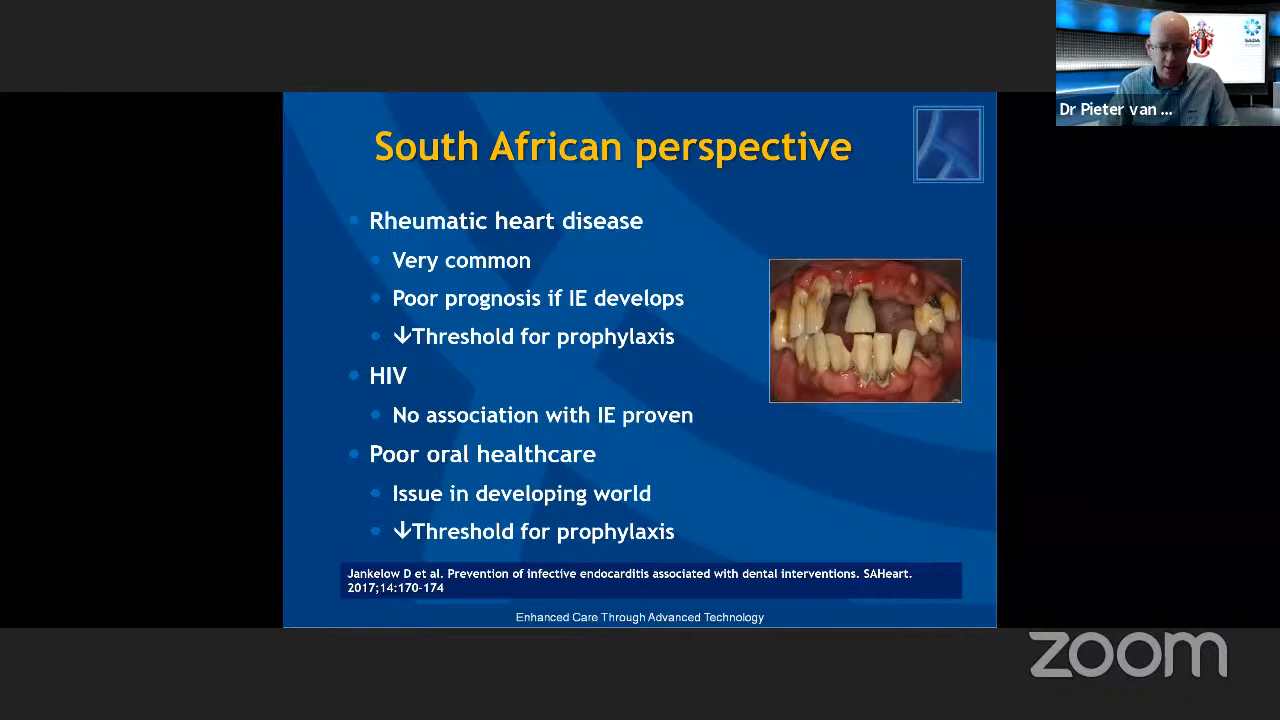 SADA
Dr Pieter van ...
South African perspective
Rheumatic heart disease
Very common
Poor prognosis if IE develops
↓Threshold for prophylaxis
HIV
No association with IE proven
Poor oral healthcare
Issue in developing world
↓Threshold for prophylaxis
Jankelow D et al. Prevention of infective endocarditis associated with dental interventions. SAHeart.
2017;14:170-174
Enhanced Care Through Advanced Technology
zoom